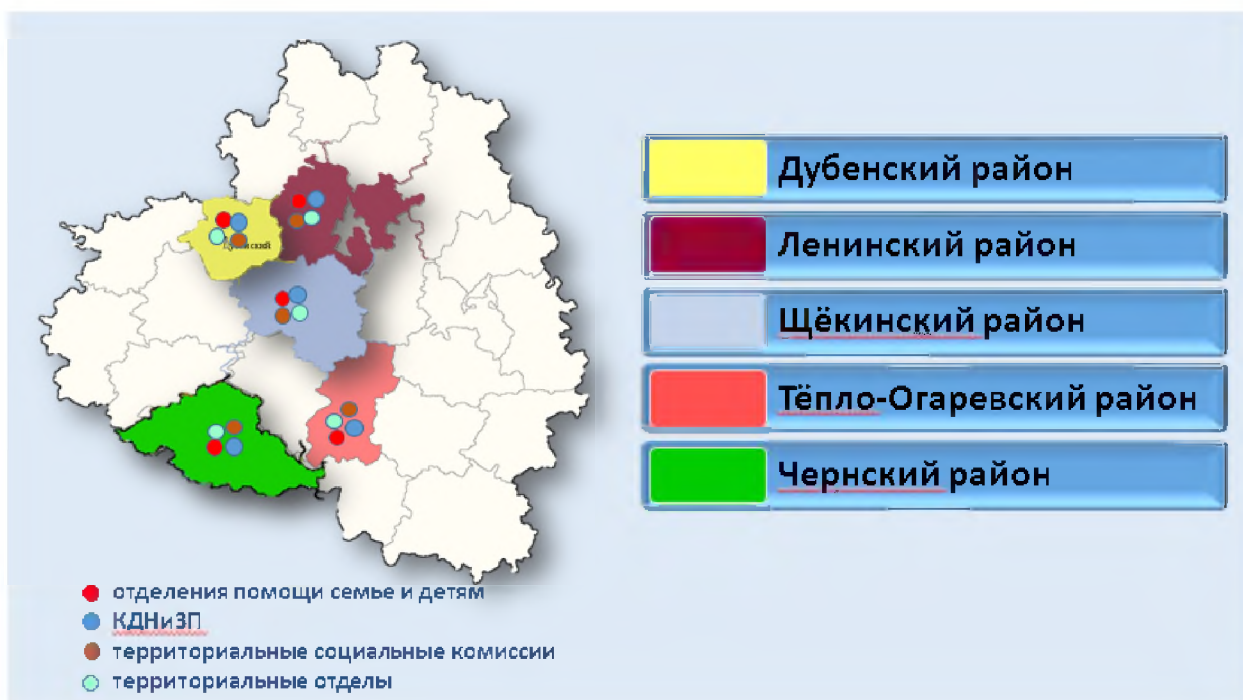 Дубенский район
Ленинский район
Щёкинский район
Тёпло-Огаревский район
Чернский район
отделения помощи семье и детям
КДНиЗП
территориальные социальные комиссии
территориальные отделы